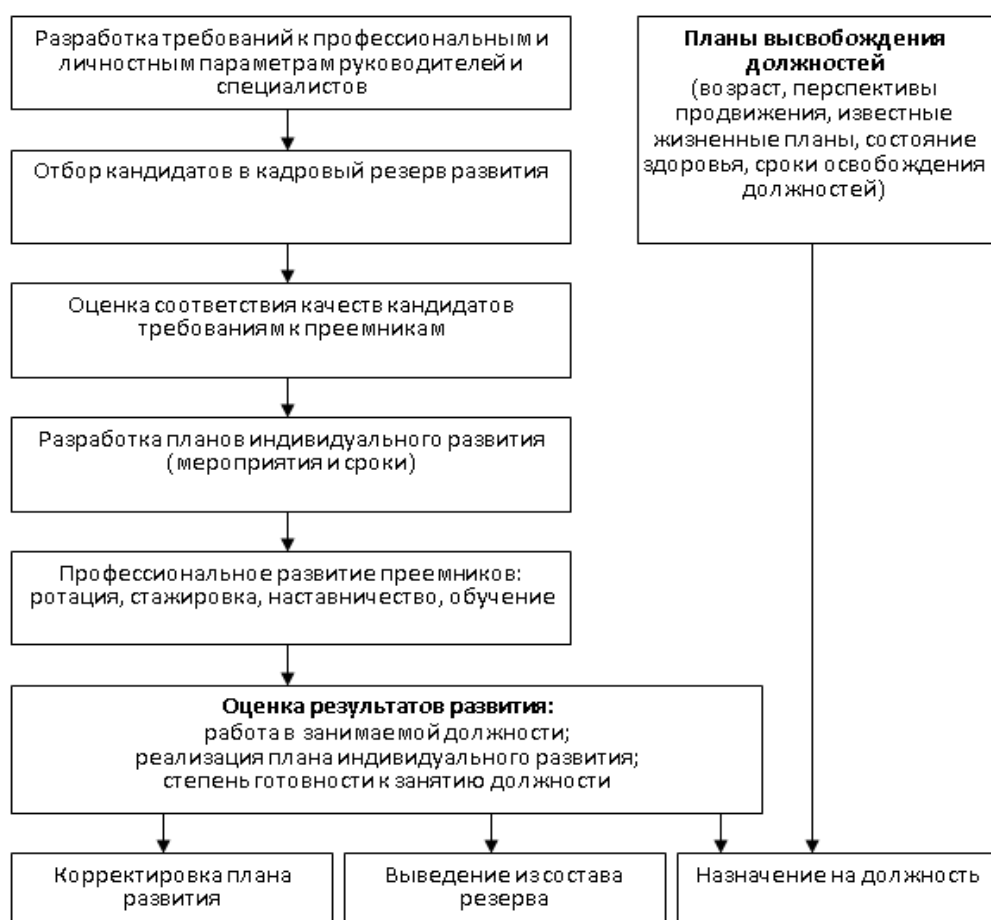 Разработка требований к профессиональным и
личностным параметрам руководителей и
специалистов
Планы высвобождения
должностей
(возраст, перспективы
продвижения, известные
жизненные планы, состояние
здоровья, сроки освобождения
должностей)
Отбор кандидатов в кадровый резерв развития
Оценка соответствия качеств кандидатов
требованиям к преемникам
Разработка планов индивидуального развития
(мероприятия и сроки)
Профессиональное развитие преемников:
ротация, стажировка, наставничество, обучение
Оценка результатов развития:
работа в занимаемой должности;
реализация плана индивидуального развития;
степень готовности к занятию должности
Корректировка плана
развития
Выведение из состава
резерва
Назначение на должность